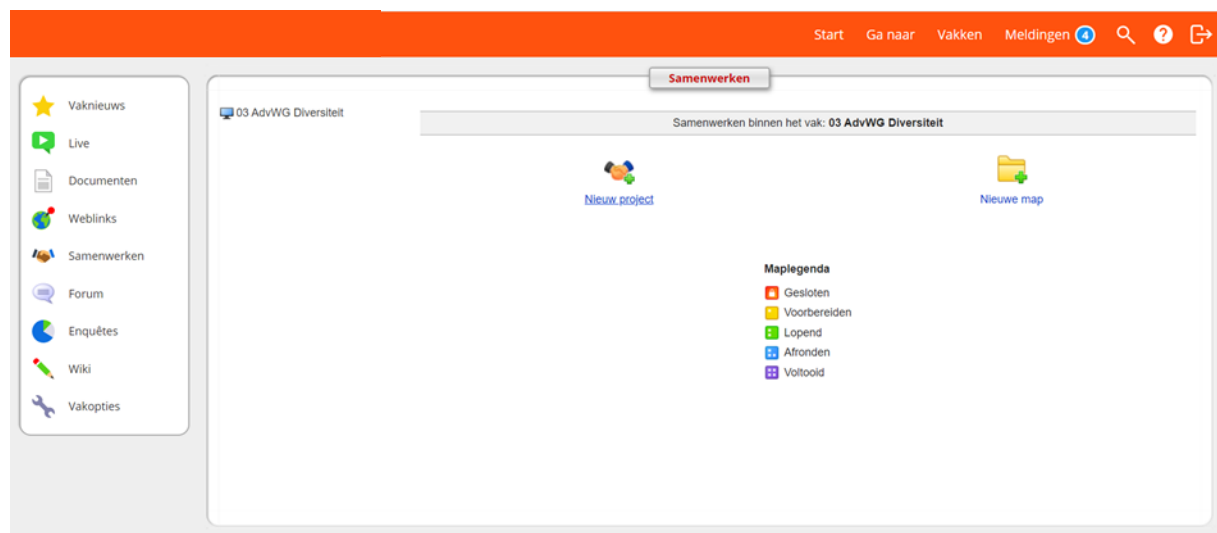 Start Ga naar Vakken Meldingen 4 ?
Samenwerken
Vaknieuws
Live
Documenten
Weblinks
Samenwerken
Forum
Enquêtes
Wiki
Vakopties
03 AdvWG Diversiteit
Samenwerken binnen het vak: 03 AdvWG Diversiteit
Nieuw project
Nieuwe map
Maplegenda
Gesloten
Voorbereiden
Lopend
Afronden
Voltooid